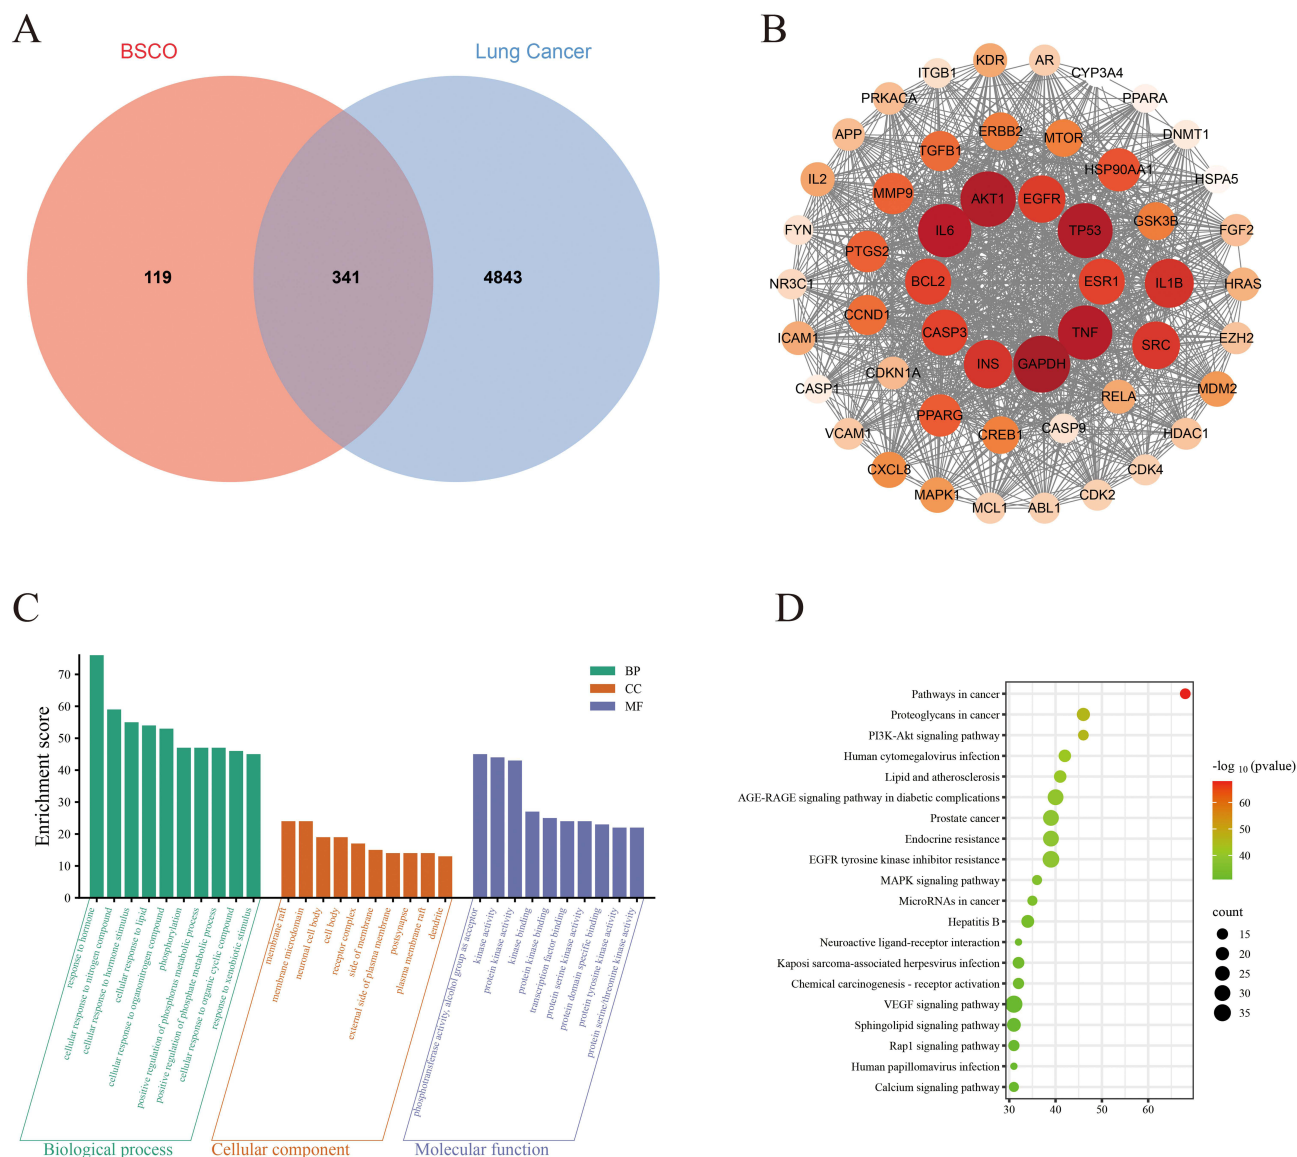 A
BSCO
Lung Cancer
119
341
4843
B
ITGB1
KDR
AR
CYP3A4
PRKACA
PPARA
APP
TGFB1
ERBB2
MTOR
DNMT1
IL2
MMP9
HSP90AA1
HSPA5
AKT1
EGFR
FYN
IL6
TP53
GSK3B
FGF2
PTGS2
NR3C1
BCL2
ESR1
IL1B
HRAS
CCND1
ICAM1
CASP3
TNF
SRC
EZH2
CDKN1A
INS
GAPDH
CASP1
RELA
MDM2
PPARG
VCAM1
CREB1
CASP9
HDAC1
CXCL8
CDK4
MAPK1
MCL1
ABL1
CDK2
C
Enrichment score
70
60
50
40
30
20
10
0
BP
CC
MF
response to hormone
cellular response to nitrogen compound
cellular response to hormone stimulus
cellular response to lipid
cellular response to organonitrogen compound
phosphorylation
positive regulation of phosphorus metabolic process
positive regulation of phosphate metabolic process
cellular response to organic cyclic compound
response to xenobiotic stimulus
membrane raft
membrane microdomain
neuronal cell body
cell body
receptor complex
side of membrane
external side of plasma membrane
postsynapse
plasma membrane raft
dendrite
phosphotransferase activity, alcohol group as acceptor
kinase activity
protein kinase activity
kinase binding
protein kinase binding
transcription factor binding
protein serine kinase activity
protein domain specific binding
protein tyrosine kinase activity
protein serine/threonine kinase activity
Biological process
Cellular component
Molecular function
D
Pathways in cancer
Proteoglycans in cancer
PI3K-Akt signaling pathway
Human cytomegalovirus infection
Lipid and atherosclerosis
AGE-RAGE signaling pathway in diabetic complications
Prostate cancer
Endocrine resistance
EGFR tyrosine kinase inhibitor resistance
MAPK signaling pathway
MicroRNAs in cancer
Hepatitis B
Neuroactive ligand-receptor interaction
Kaposi sarcoma-associated herpesvirus infection
Chemical carcinogenesis - receptor activation
VEGF signaling pathway
Sphingolipid signaling pathway
Rap1 signaling pathway
Human papillomavirus infection
Calcium signaling pathway
30
40
50
60
-log 10 (pvalue)
60
50
40
count
15
20
25
30
35